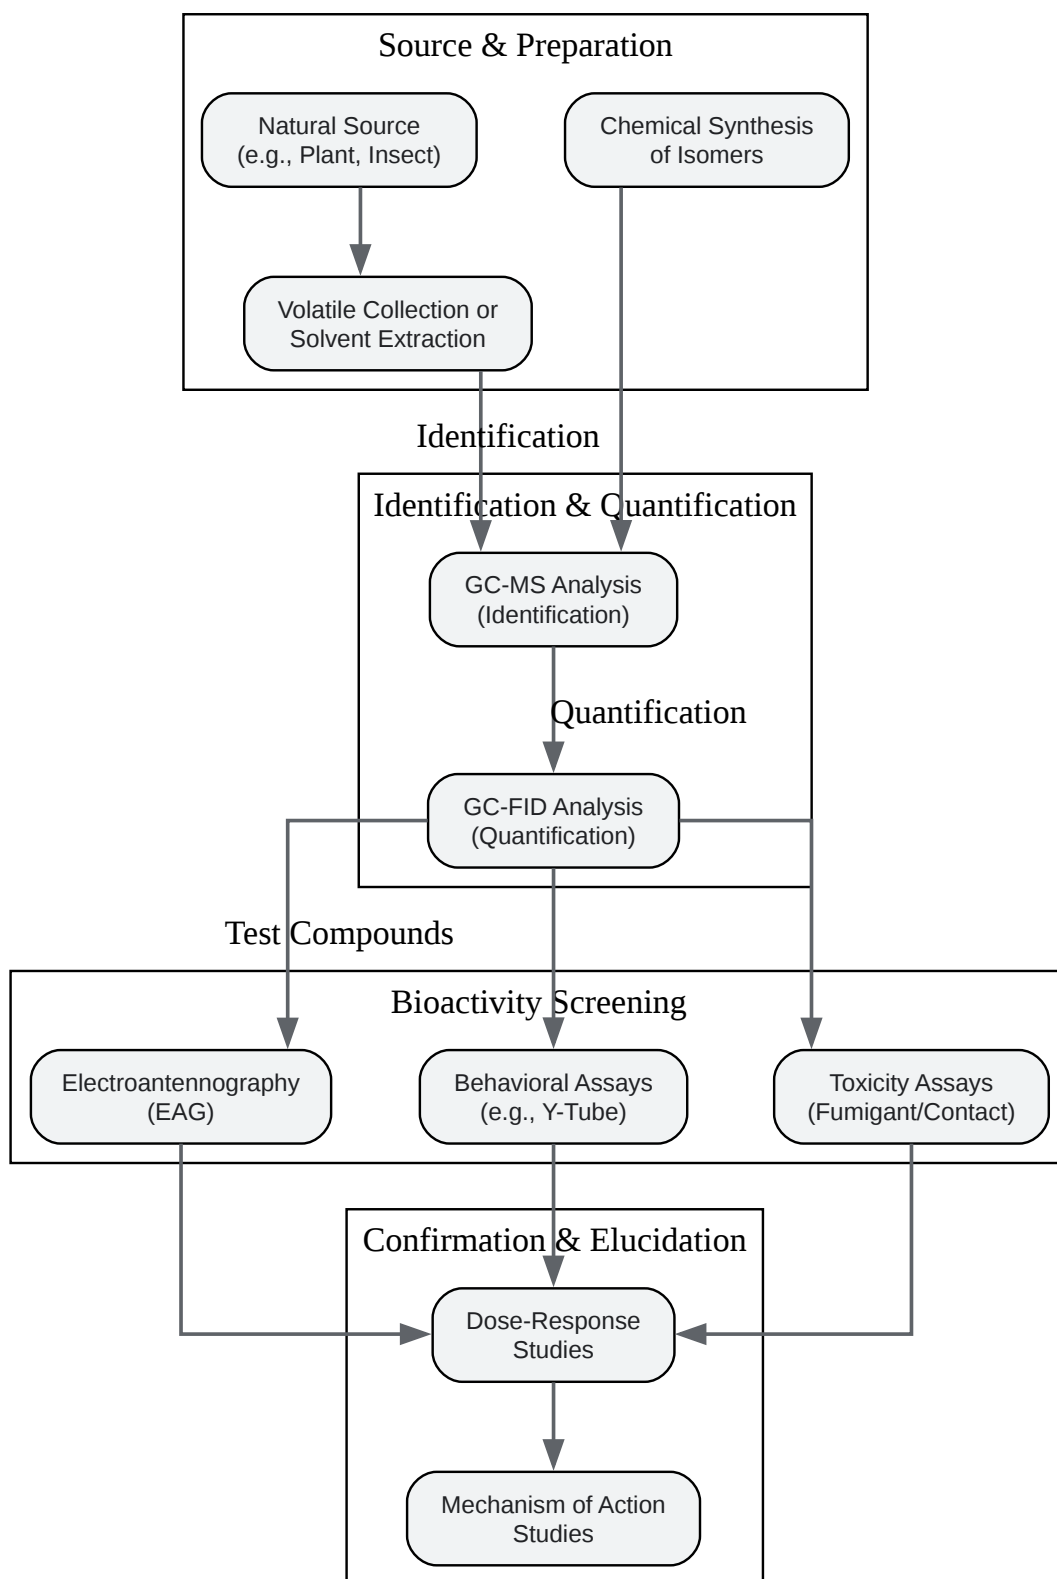 Source & Preparation
Natural Source
(e.g., Plant, Insect)
Chemical Synthesis
of Isomers
Volatile Collection or
Solvent Extraction
Identification
Identification & Quantification
GC-MS Analysis
(Identification)
Quantification
GC-FID Analysis
(Quantification)
Test Compounds
Bioactivity Screening
Electroantennography
(EAG)
Behavioral Assays
(e.g., Y-Tube)
Toxicity Assays
(Fumigant/Contact)
Confirmation & Elucidation
Dose-Response
Studies
Mechanism of Action
Studies